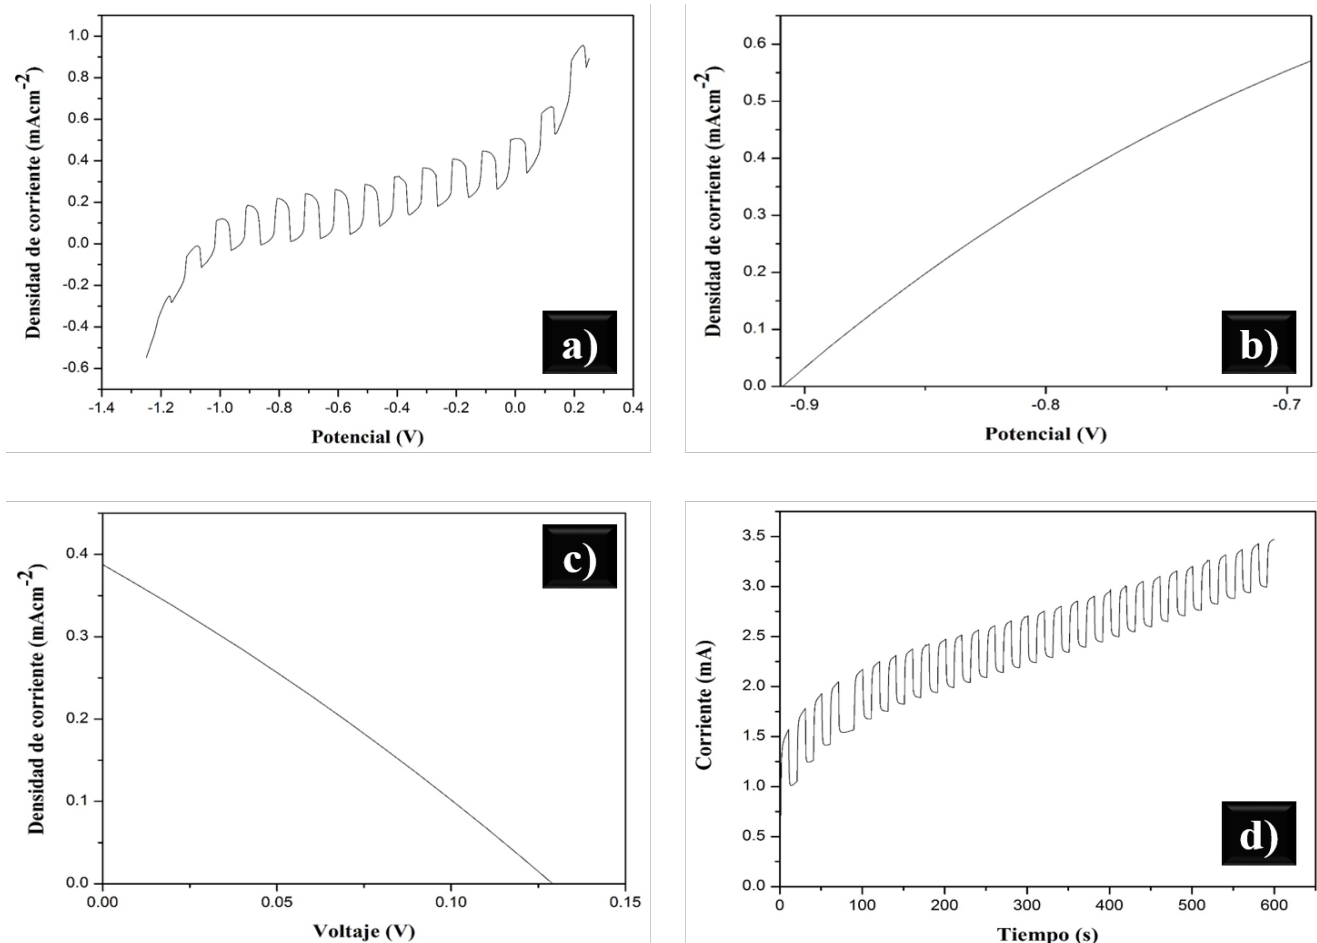 Densidad de corriente (mAcm-2)
1.0
0.8
0.6
0.4
0.2
0.0
-0.2
-0.4
-0.6
-1.4 -1.2 -1.0 -0.8 -0.6 -0.4 -0.2 0.0 0.2 0.4
Potencial (V)
a)
Densidad de corriente (mAcm-2)
0.6
0.5
0.4
0.3
0.2
0.1
0.0
-0.9 -0.8 -0.7
Potencial (V)
b)
Densidad de corriente (mAcm-2)
0.4
0.3
0.2
0.1
0.0
0.00 0.05 0.10 0.15
Voltaje (V)
c)
Corriente (mA)
3.5
3.0
2.5
2.0
1.5
1.0
0.5
0.0
0 100 200 300 400 500 600
Tiempo (s)
d)